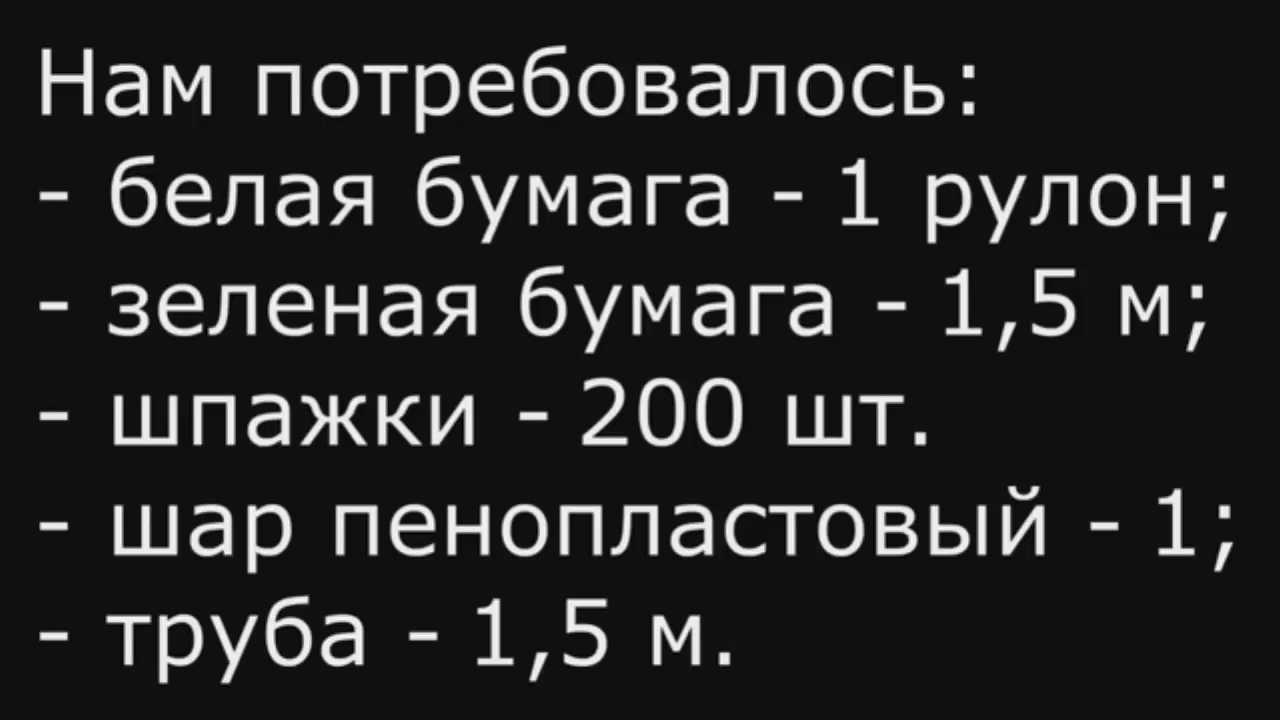 Нам потребовалось:
- белая бумага - 1 рулон;
- зеленая бумага - 1,5 м;
- шпажки - 200 шт.
- шар пенопластовый - 1;
- труба - 1,5 м.